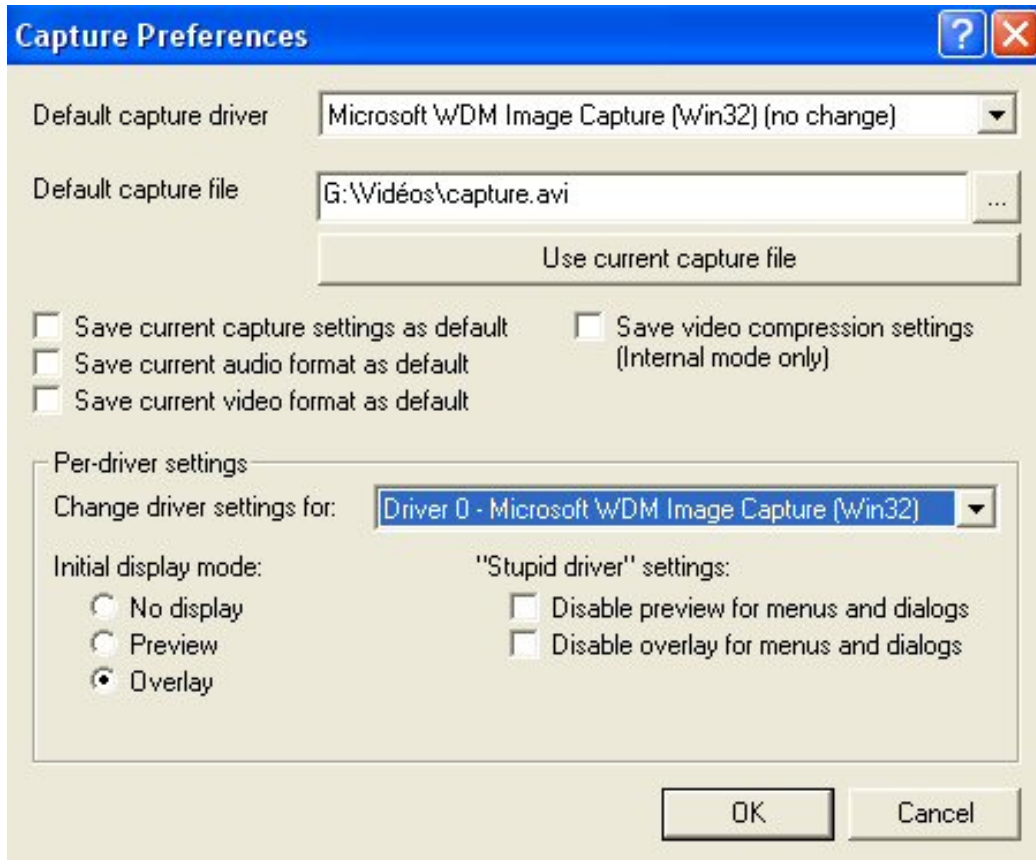 Capture Preferences
Default capture driver
Microsoft WDM Image Capture (Win32) (no change)
Default capture file
G:\Vidéos\capture.avi
...
Use current capture file
Save current capture settings as default
Save video compression settings
(Internal mode only)
Save current audio format as default
Save current video format as default
Per-driver settings
Change driver settings for:
Driver 0 - Microsoft WDM Image Capture (Win32)
Initial display mode:
"Stupid driver" settings:
No display
Disable preview for menus and dialogs
Preview
Disable overlay for menus and dialogs
Overlay
OK
Cancel